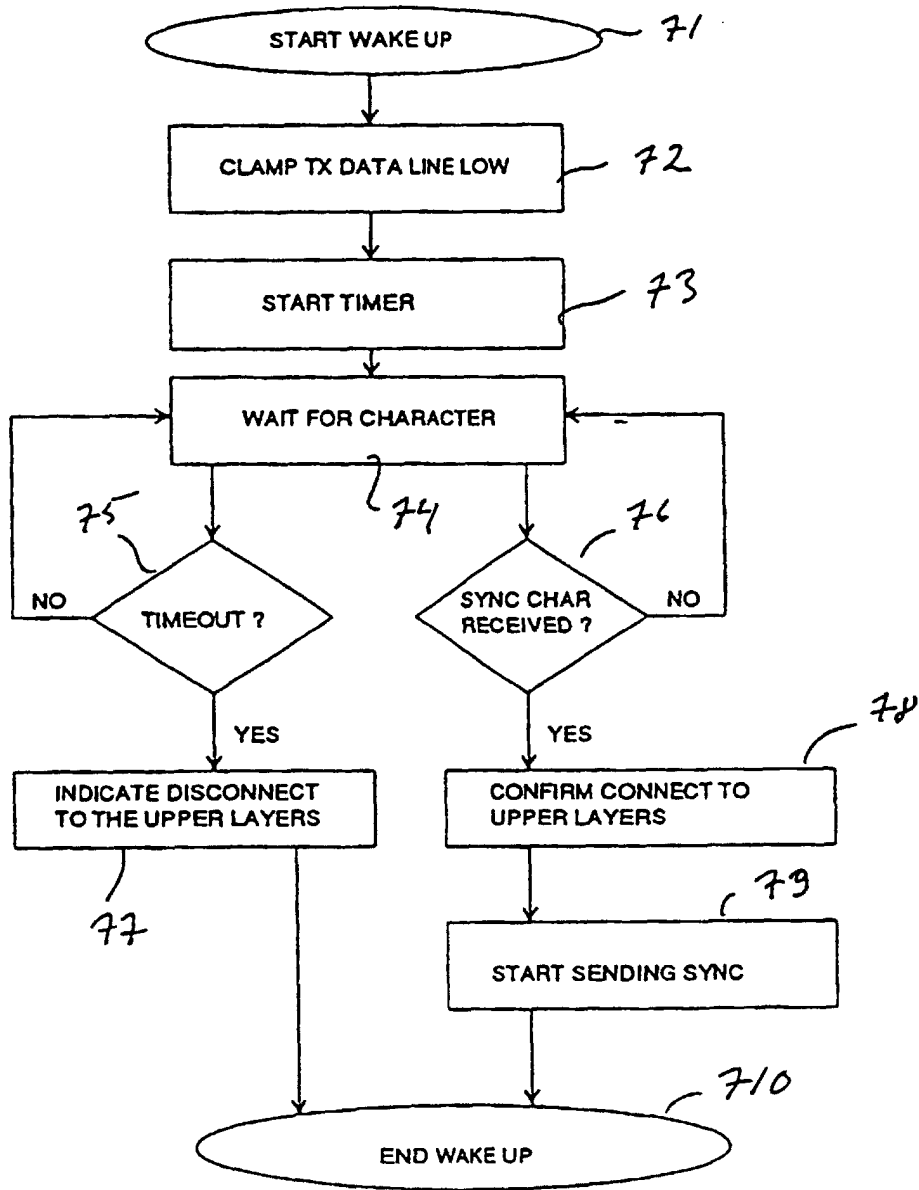 START WAKE UP
71
CLAMP TX DATA LINE LOW
72
START TIMER
73
WAIT FOR CHARACTER
74
75
76
NO
TIMEOUT ?
SYNC CHAR
RECEIVED ?
NO
YES
YES
78
INDICATE DISCONNECT
TO THE UPPER LAYERS
CONFIRM CONNECT TO
UPPER LAYERS
77
79
START SENDING SYNC
710
END WAKE UP